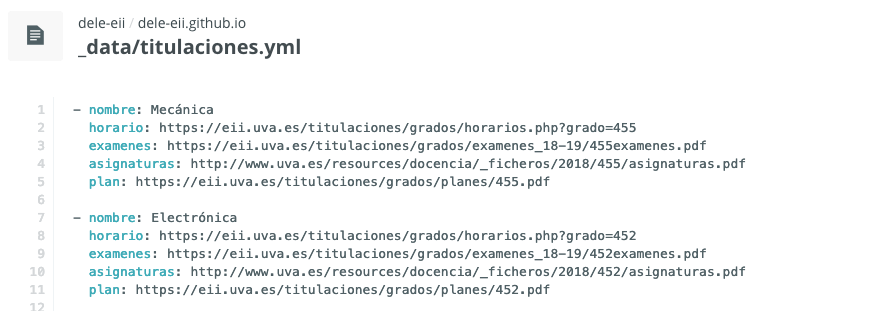 dele-eii / dele-eii.github.io
_data/titulaciones.yml
1 - nombre: Mecánica
2 horario: https://eii.uva.es/titulaciones/grados/horarios.php?grado=455
3 examenes: https://eii.uva.es/titulaciones/grados/examenes_18-19/455examenes.pdf
4 asignaturas: http://www.uva.es/resources/docencia/_ficheros/2018/455/asignaturas.pdf
5 plan: https://eii.uva.es/titulaciones/grados/planes/455.pdf
6
7 - nombre: Electrónica
8 horario: https://eii.uva.es/titulaciones/grados/horarios.php?grado=452
9 examenes: https://eii.uva.es/titulaciones/grados/examenes_18-19/452examenes.pdf
10 asignaturas: http://www.uva.es/resources/docencia/_ficheros/2018/452/asignaturas.pdf
11 plan: https://eii.uva.es/titulaciones/grados/planes/452.pdf
12